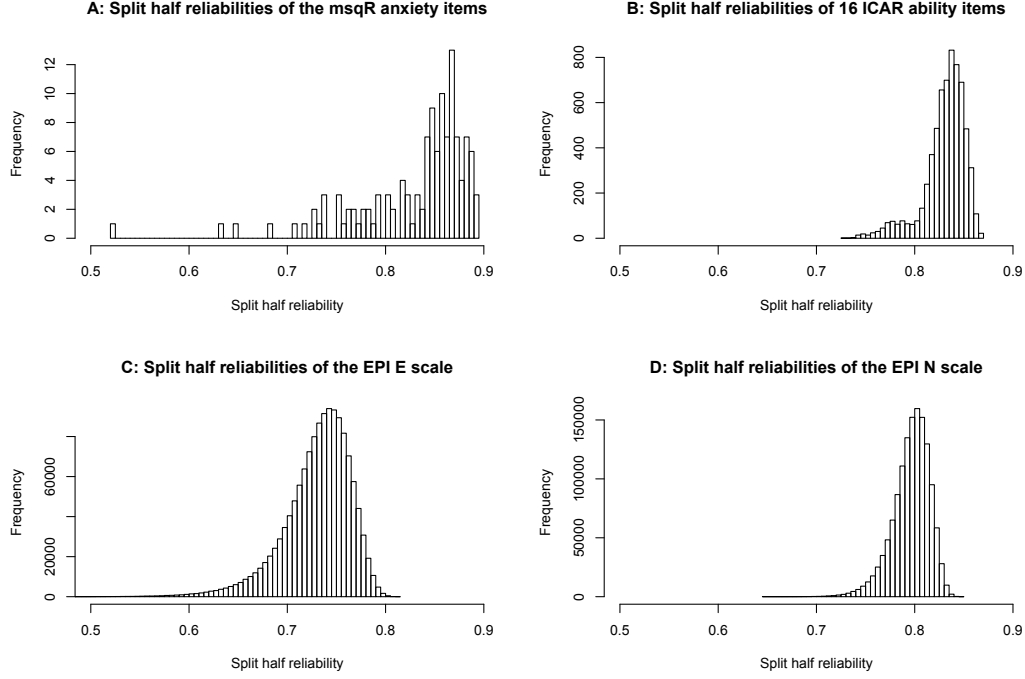 A: Split half reliabilities of the msqR anxiety items
Frequency
0 2 4 6 8 10 12
0.5 0.6 0.7 0.8 0.9
Split half reliability
B: Split half reliabilities of 16 ICAR ability items
Frequency
0 200 400 600 800
0.5 0.6 0.7 0.8 0.9
Split half reliability
C: Split half reliabilities of the EPI E scale
Frequency
0 20000 60000
0.5 0.6 0.7 0.8 0.9
Split half reliability
D: Split half reliabilities of the EPI N scale
Frequency
0 50000 100000 150000
0.5 0.6 0.7 0.8 0.9
Split half reliability